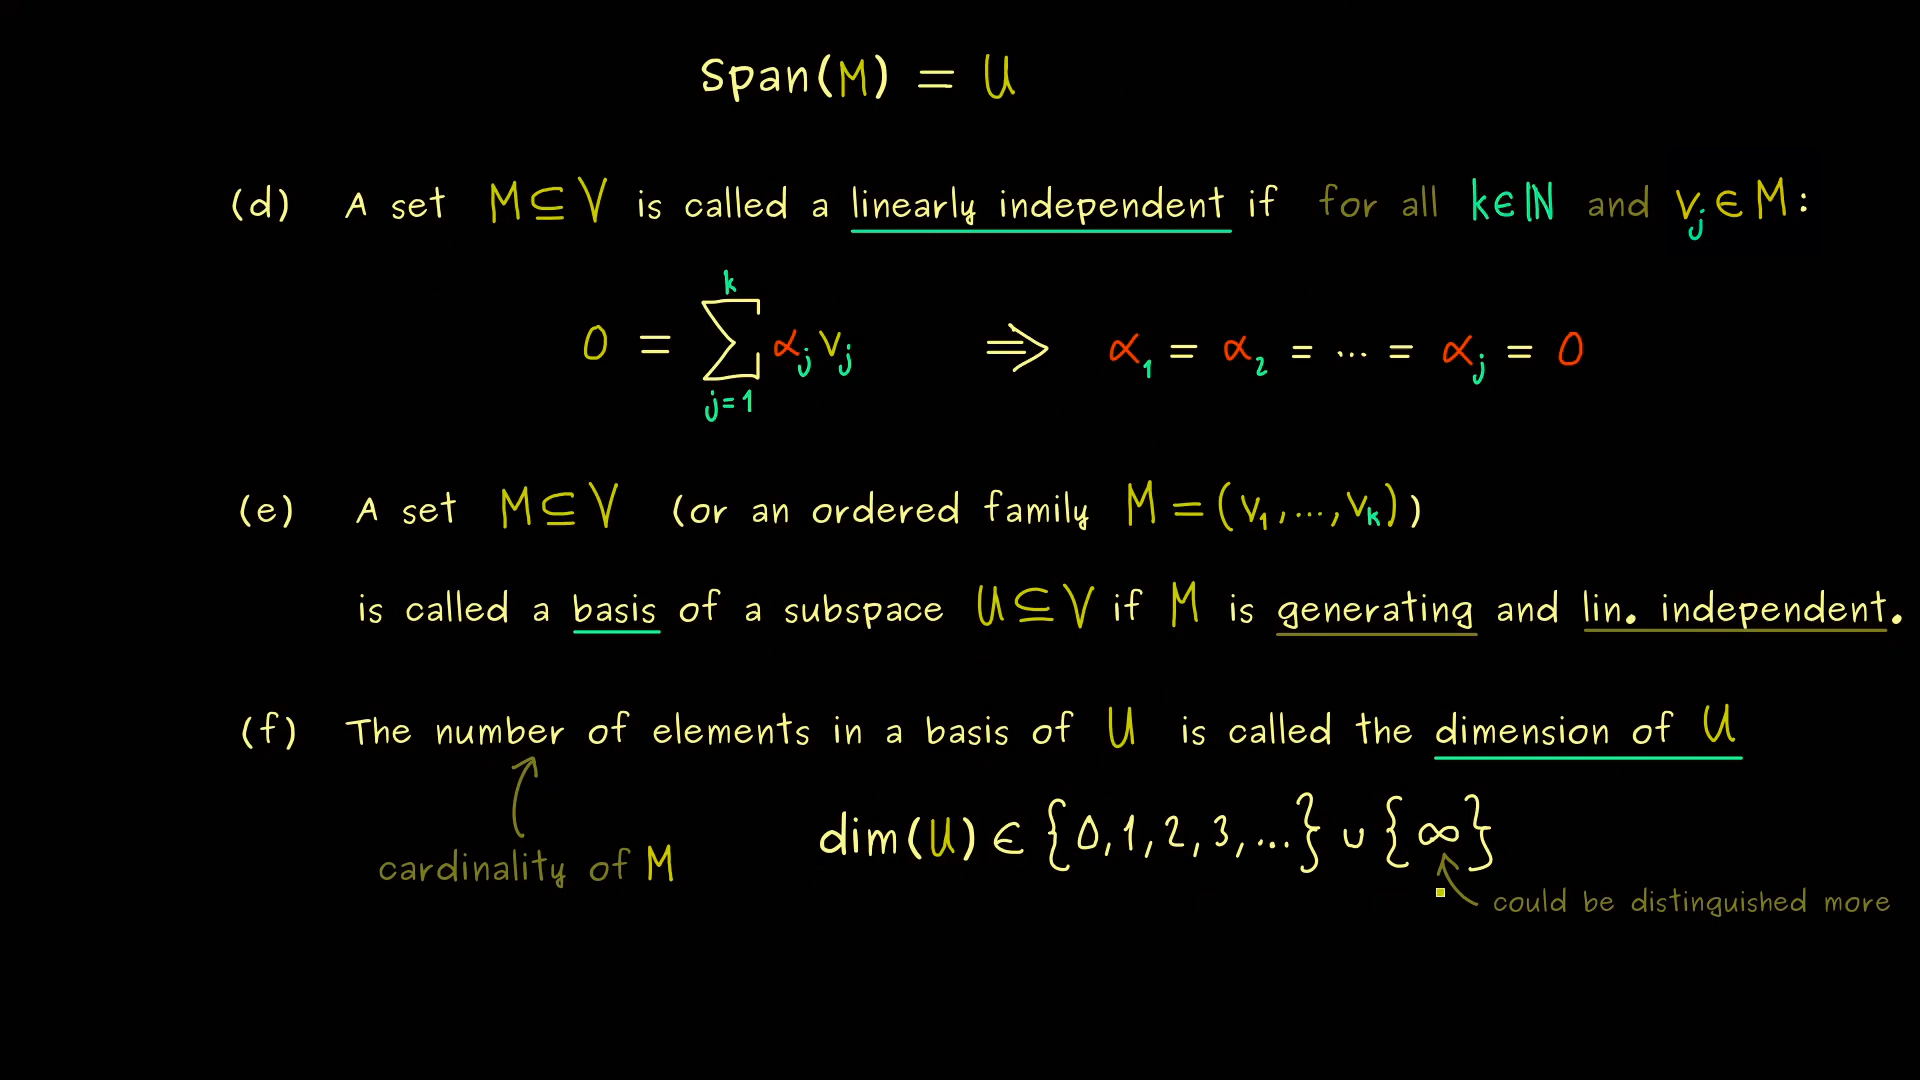 Span(M) = U
(d) A set M ⊆ V is called a linearly independent if for all k ∈ ℕ and vⱼ ∈ M:
0 = ∑_{j=1}^{k} αⱼ vⱼ ⟹ α₁ = α₂ = ... = αⱼ = 0
(e) A set M ⊆ V (or an ordered family M = (v₁, ..., vₖ))
is called a basis of a subspace U ⊆ V if M is generating and lin. independent.
(f) The number of elements in a basis of U is called the dimension of U
dim(U) ∈ {0, 1, 2, 3, ...} ∪ {∞}
cardinality of M
could be distinguished more